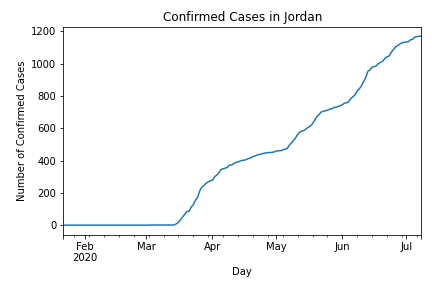 Confirmed Cases in Jordan
Number of Confirmed Cases
1200
1000
800
600
400
200
0
Feb Mar Apr May Jun Jul
2020
Day